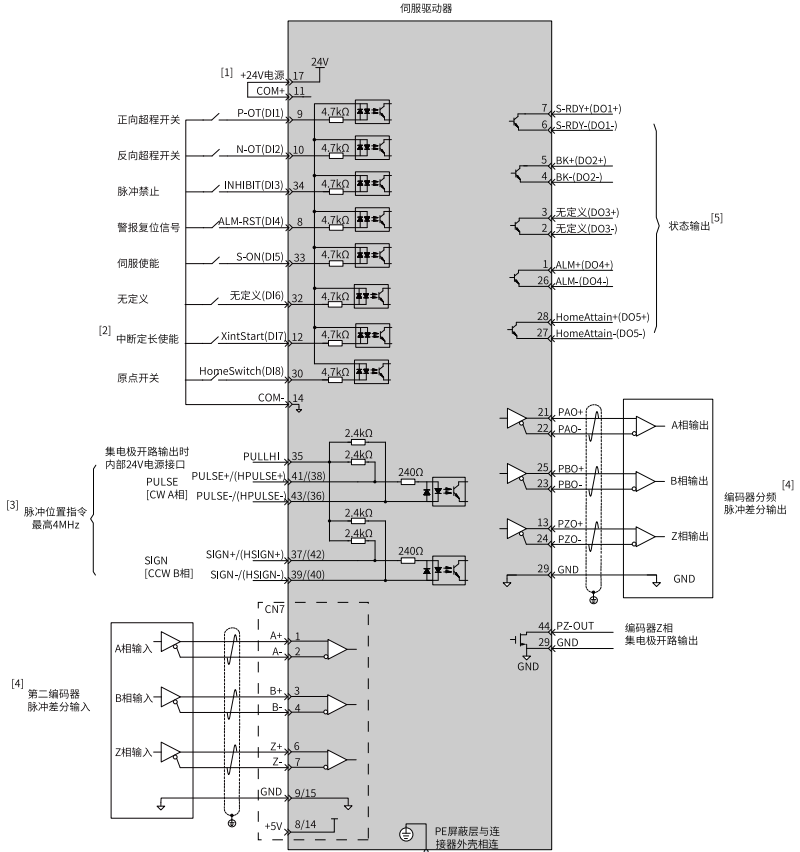 伺服驱动器
24V
[1]
+24V电源 17
COM+ 11
正向超程开关 P-OT(DI1) 9 4.7kΩ
反向超程开关 N-OT(DI2) 10 4.7kΩ
脉冲禁止 INHIBIT(DI3) 34 4.7kΩ
警报复位信号 ALM-RST(DI4) 8 4.7kΩ
伺服使能 S-ON(DI5) 33 4.7kΩ
无定义 无定义(DI6) 32 4.7kΩ
[2]
中断定长使能 XintStart(DI7) 12 4.7kΩ
原点开关 HomeSwitch(DI8) 30 4.7kΩ
COM- 14
7 S-RDY+(DO1+)
6 S-RDY-(DO1-)
5 BK+(DO2+)
4 BK-(DO2-)
3 无定义(DO3+)
2 无定义(DO3-)
1 ALM+(DO4+)
26 ALM-(DO4-)
28 HomeAttain+(DO5+)
27 HomeAttain-(DO5-)
状态输出[5]
集电极开路输出时
内部24V电源接口
PULLHI 35
2.4kΩ
2.4kΩ
PULSE
[CW A相]
PULSE+/(HPULSE+) 41/(38) 240Ω
PULSE-/(HPULSE-) 43/(36)
[3]
脉冲位置指令
最高4MHz
2.4kΩ
2.4kΩ
SIGN
[CCW B相]
SIGN+/(HSIGN+) 37/(42) 240Ω
SIGN-/(HSIGN-) 39/(40)
21 PAO+
22 PAO-
A相输出
25 PBO+
23 PBO-
B相输出
13 PZO+
24 PZO-
Z相输出
29 GND
GND
[4]
编码器分频
脉冲差分输出
44 PZ-OUT
29 GND
GND
编码器Z相
集电极开路输出
CN7
A相输入
A+ 1
A- 2
[4]
第二编码器
脉冲差分输入
B相输入
B+ 3
B- 4
Z相输入
Z+ 6
Z- 7
GND 9/15
+5V 8/14
PE屏蔽层与连
接器外壳相连